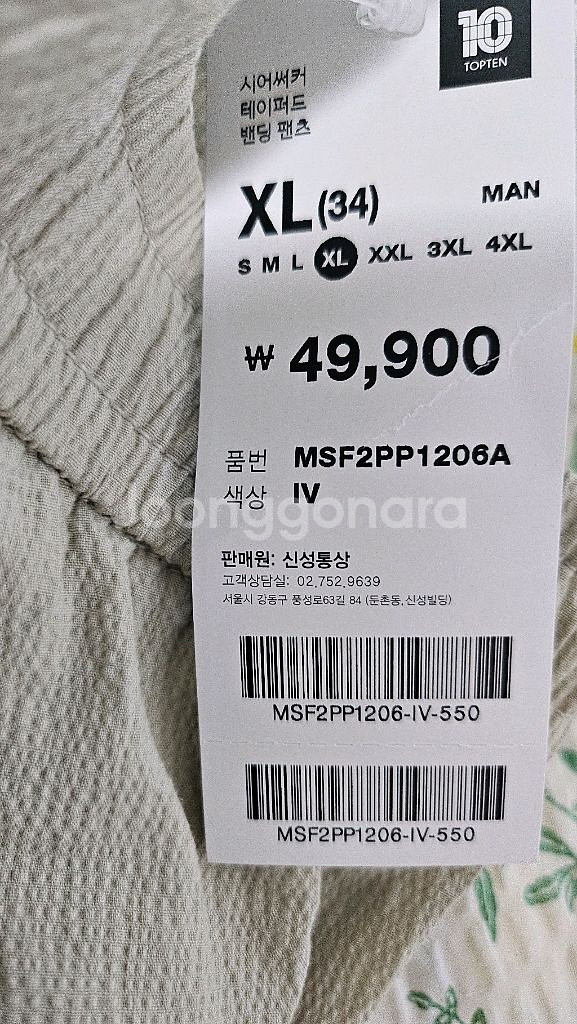 10
TOPTEN
시어써커
테이퍼드
밴딩 팬츠
XL(34) MAN
S M L XL XXL 3XL 4XL
₩ 49,900
품번 MSF2PP1206A
색상 IV
joonggonara
판매원: 신성통상
고객상담실: 02.752.9639
서울시 강동구 풍성로63길 84 (둔촌동,신성빌딩)
MSF2PP1206-IV-550
MSF2PP1206-IV-550